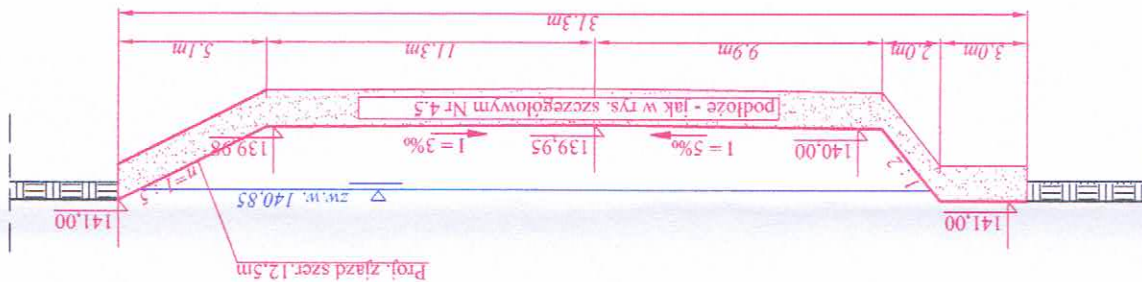 Proj. zjazd szer.12,5m
141,00
141,00
zw.w. 140.85
1:2
n=1:5
140,00
I = 5‰
139,95
I = 3‰
139,98
podłoże - jak w rys. szczegółowym Nr 4.5
3.0m
2.0m
9.9m
11.3m
5.1m
31.3m